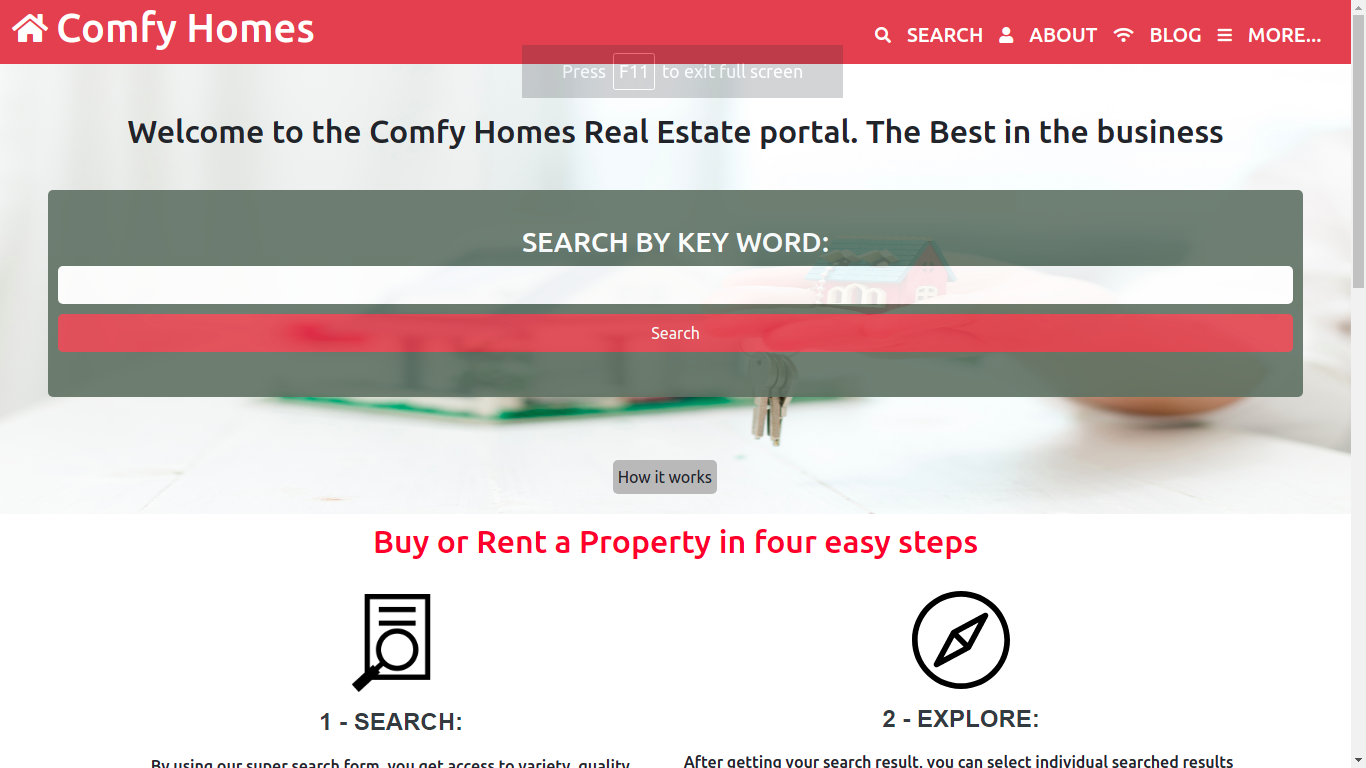 Comfy Homes
SEARCH ABOUT BLOG MORE...
Press F11 to exit full screen
Welcome to the Comfy Homes Real Estate portal. The Best in the business
SEARCH BY KEY WORD:
Search
How it works
Buy or Rent a Property in four easy steps
1 - SEARCH:
2 - EXPLORE:
By using our super search form, you get access to variety, quality
After getting your search result, you can select individual searched results